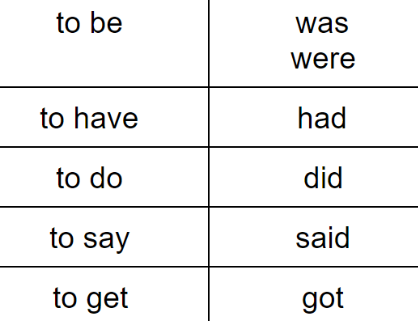 to be was
were
to have had
to do did
to say said
to get got